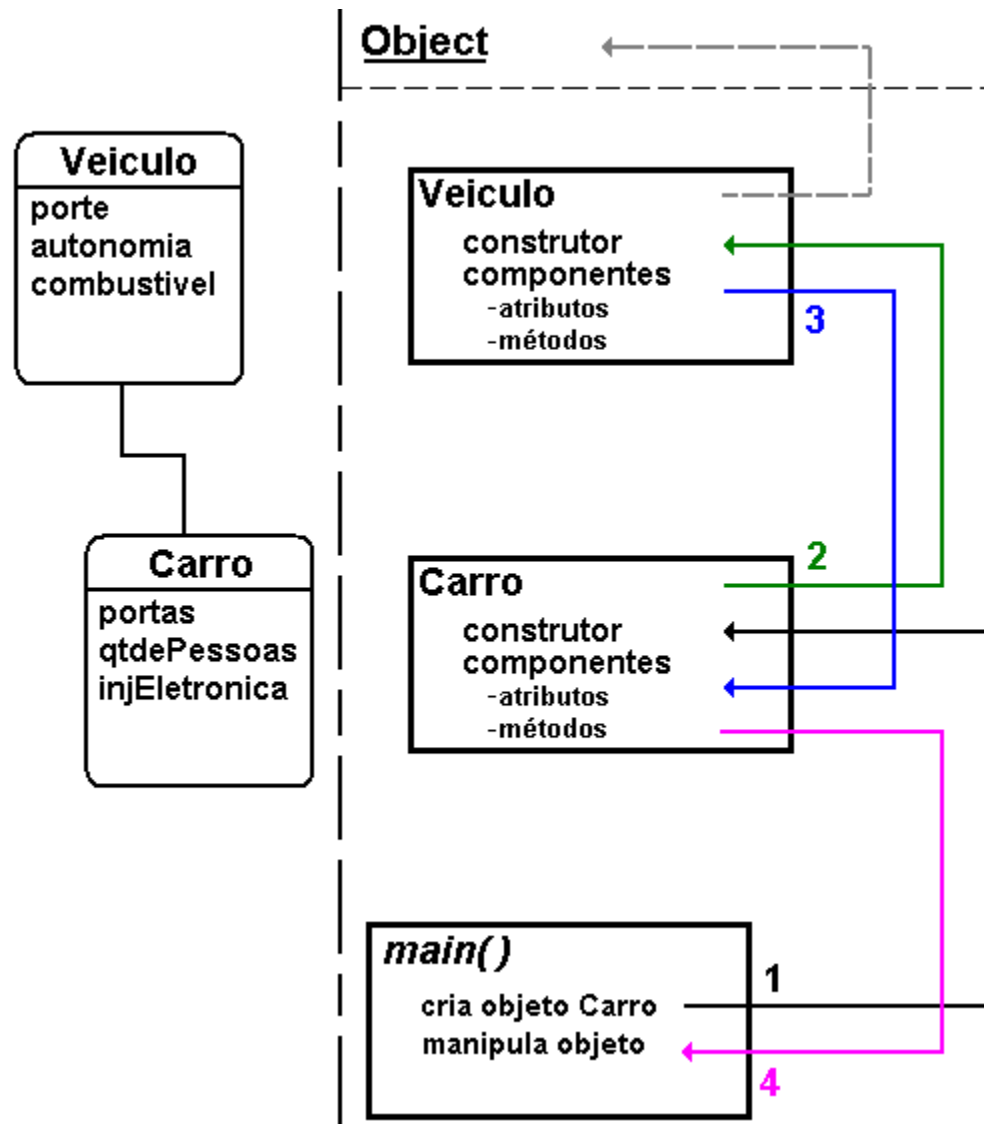 Object
Veiculo
porte
autonomia
combustivel
Carro
portas
qtdePessoas
injEletronica
Veiculo
construtor
componentes
-atributos
-métodos
3
2
Carro
construtor
componentes
-atributos
-métodos
main()
1
cria objeto Carro
manipula objeto
4